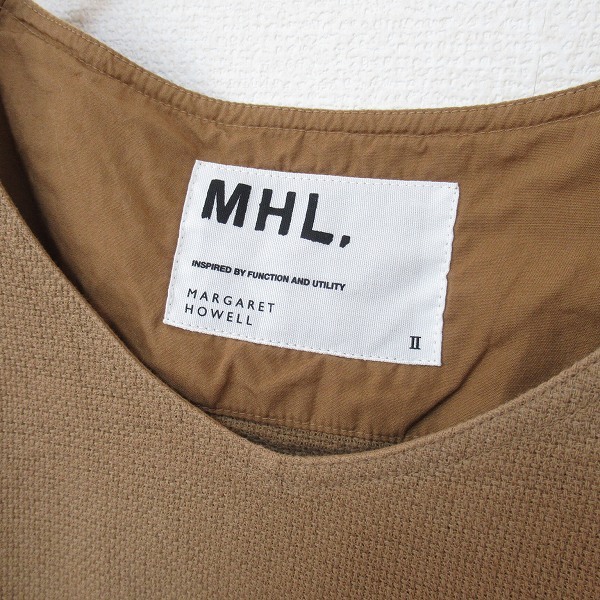 MHL.
INSPIRED BY FUNCTION AND UTILITY
MARGARET
HOWELL
II